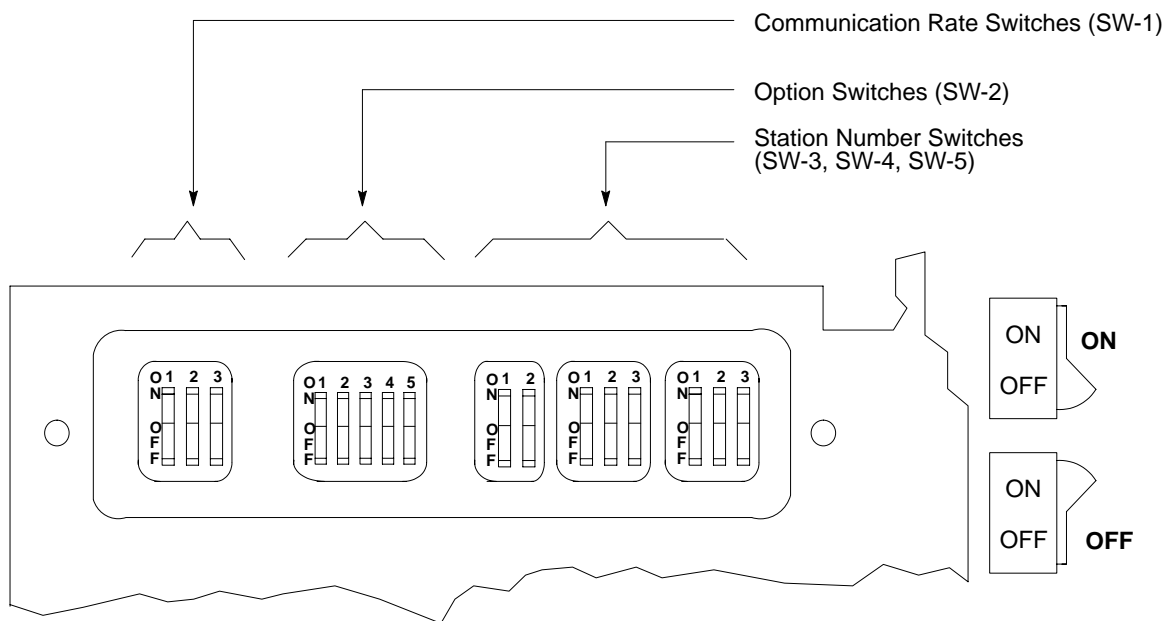 Communication Rate Switches (SW-1)
Option Switches (SW-2)
Station Number Switches
(SW-3, SW-4, SW-5)
ON
OFF
ON
ON
OFF
OFF
ON OFF 1 2 3
ON OFF 1 2 3 4 5
ON OFF 1 2
ON OFF 1 2 3
ON OFF 1 2 3